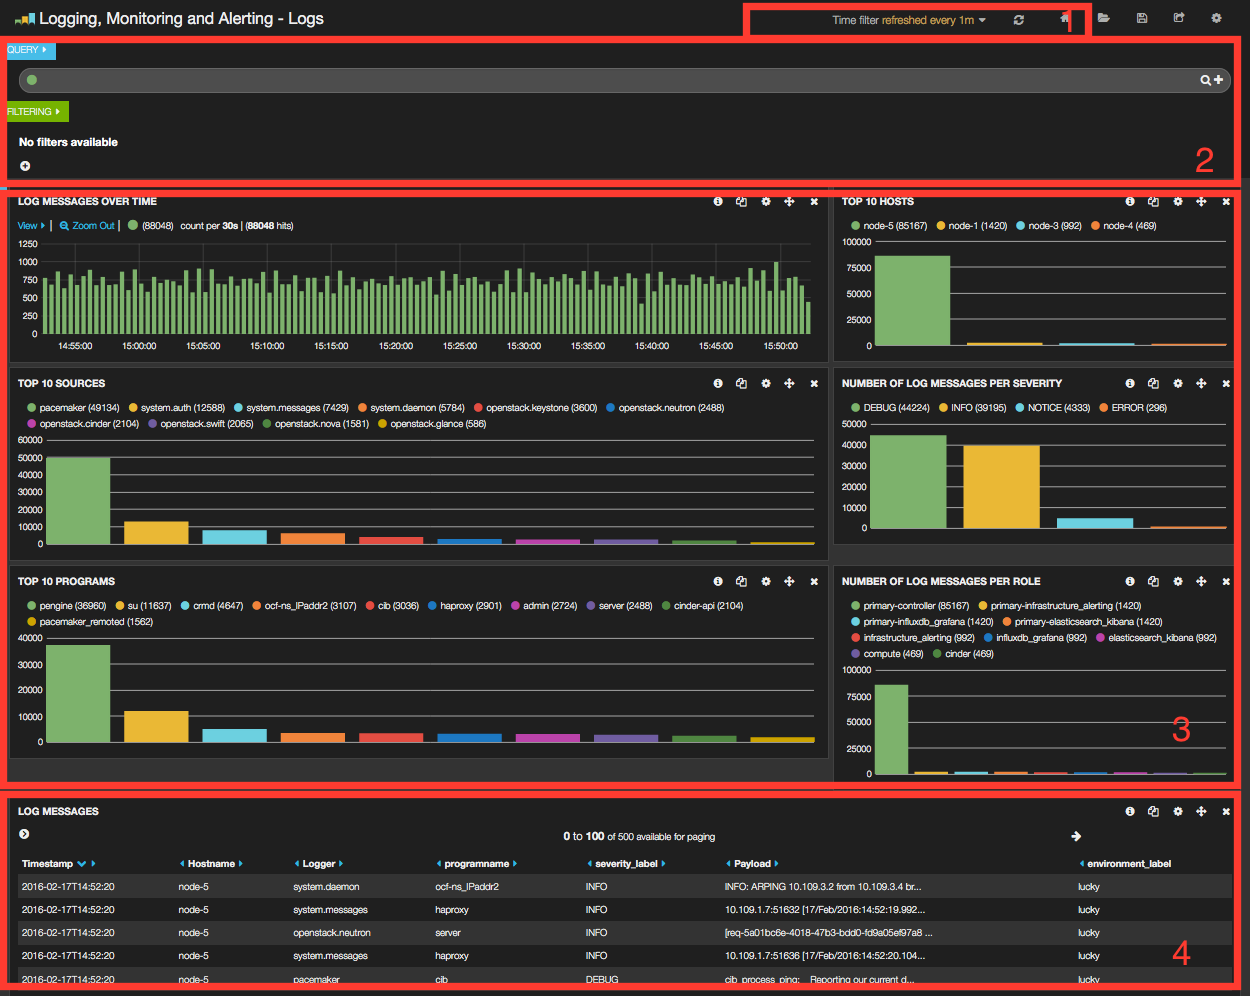 Logging, Monitoring and Alerting - Logs
Time filter refreshed every 1m
1
QUERY
FILTERING
No filters available
2
LOG MESSAGES OVER TIME
View | Zoom Out | (88048) count per 30s | (88048 hits)
1250
1000
750
500
250
0
14:55:00 15:00:00 15:05:00 15:10:00 15:15:00 15:20:00 15:25:00 15:30:00 15:35:00 15:40:00 15:45:00 15:50:00
TOP 10 HOSTS
node-5 (85167) node-1 (1420) node-3 (992) node-4 (469)
100000
75000
50000
25000
0
TOP 10 SOURCES
pacemaker (49134) system.auth (12588) system.messages (7429) system.daemon (5784) openstack.keystone (3600) openstack.neutron (2488)
openstack.cinder (2104) openstack.swift (2065) openstack.nova (1581) openstack.glance (586)
60000
50000
40000
30000
20000
10000
0
NUMBER OF LOG MESSAGES PER SEVERITY
DEBUG (44224) INFO (39195) NOTICE (4333) ERROR (296)
50000
40000
30000
20000
10000
0
TOP 10 PROGRAMS
pengine (36960) su (11637) crmd (4647) ocf-ns_IPaddr2 (3107) cib (3036) haproxy (2901) admin (2724) server (2488) cinder-api (2104)
pacemaker_remoted (1562)
40000
30000
20000
10000
0
NUMBER OF LOG MESSAGES PER ROLE
primary-controller (85167) primary-infrastructure_alerting (1420)
primary-influxdb_grafana (1420) primary-elasticsearch_kibana (1420)
infrastructure_alerting (992) influxdb_grafana (992) elasticsearch_kibana (992)
compute (469) cinder (469)
100000
75000
50000
25000
0
3
LOG MESSAGES
0 to 100 of 500 available for paging
Timestamp Hostname Logger programname severity_label Payload environment_label
2016-02-17T14:52:20 node-5 system.daemon ocf-ns_IPaddr2 INFO INFO: ARPING 10.109.3.2 from 10.109.3.4 br... lucky
2016-02-17T14:52:20 node-5 system.messages haproxy INFO 10.109.1.7:51632 [17/Feb/2016:14:52:19.992... lucky
2016-02-17T14:52:20 node-5 openstack.neutron server INFO [req-5a01bc6e-4018-47b3-bdd0-fd9a05ef97a8 ... lucky
2016-02-17T14:52:20 node-5 system.messages haproxy INFO 10.109.1.7:51636 [17/Feb/2016:14:52:20.104... lucky
2016-02-17T14:52:20 node-5 pacemaker cib DEBUG cib_process_ping: Reporting our current d... lucky
4